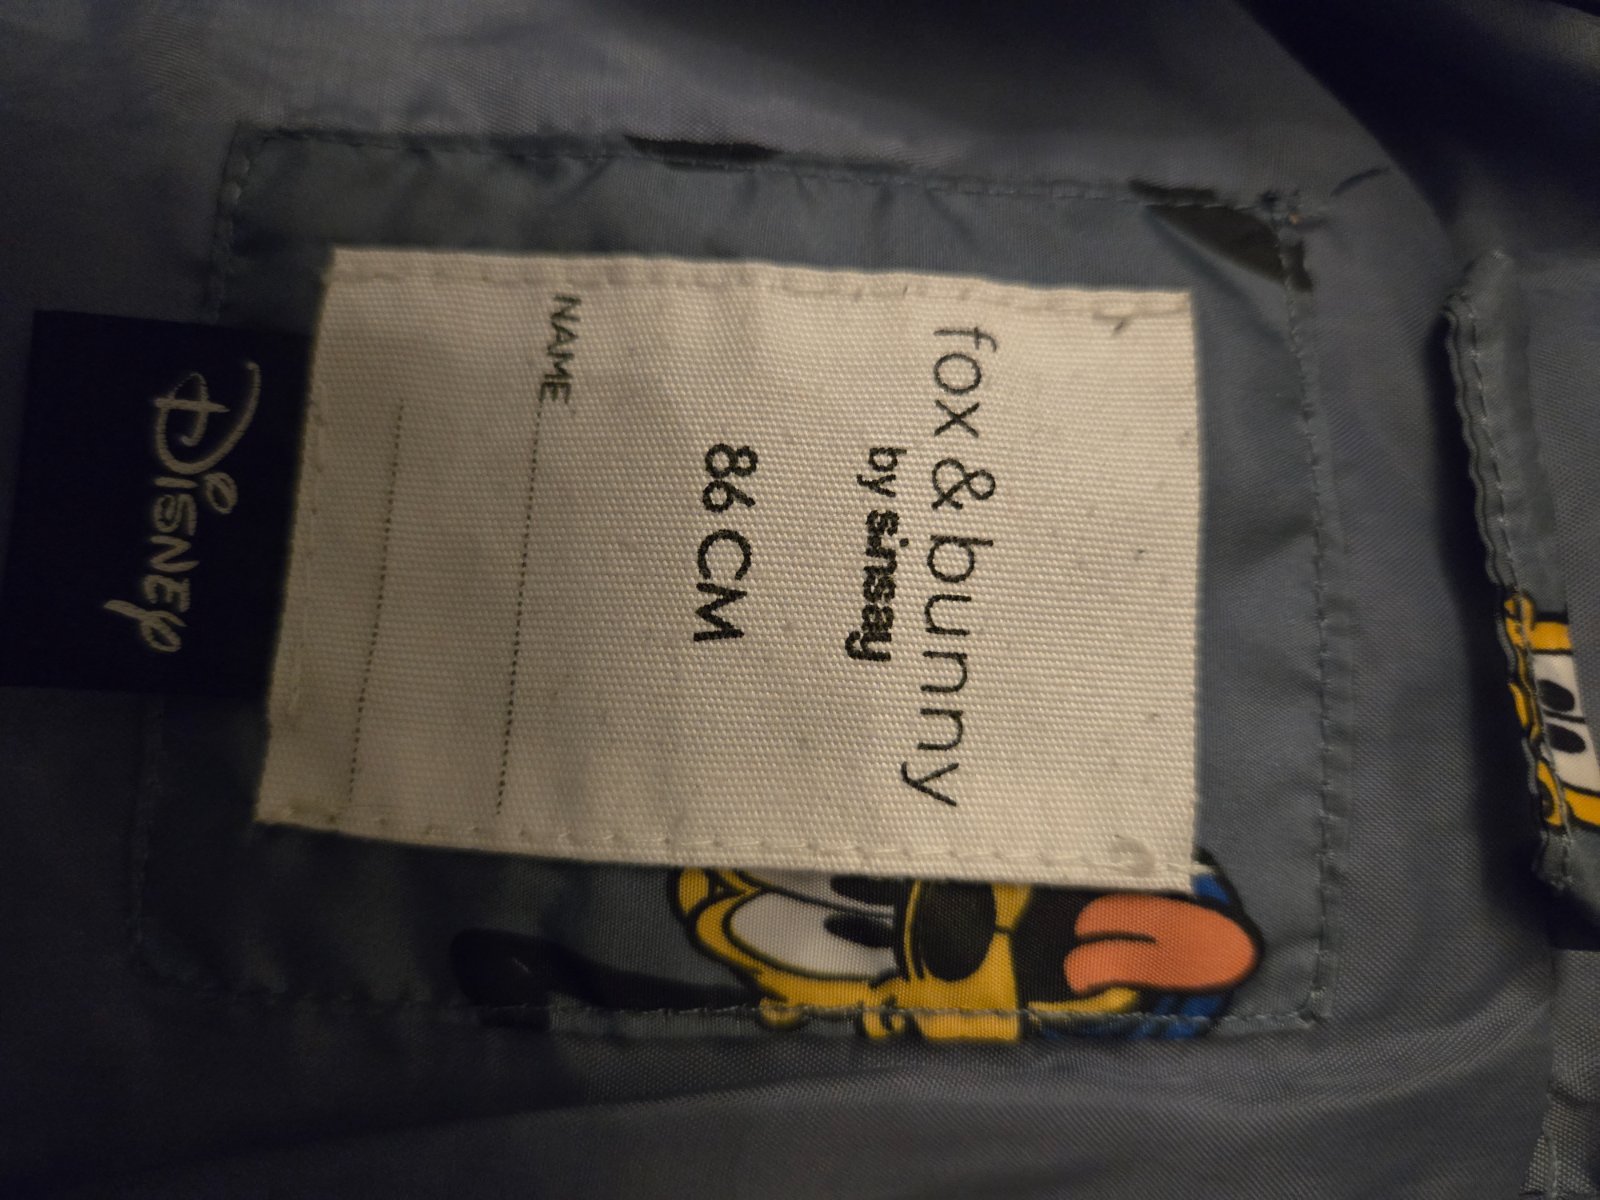 fox & bunny
by sinsay
86 CM
NAME
Disney